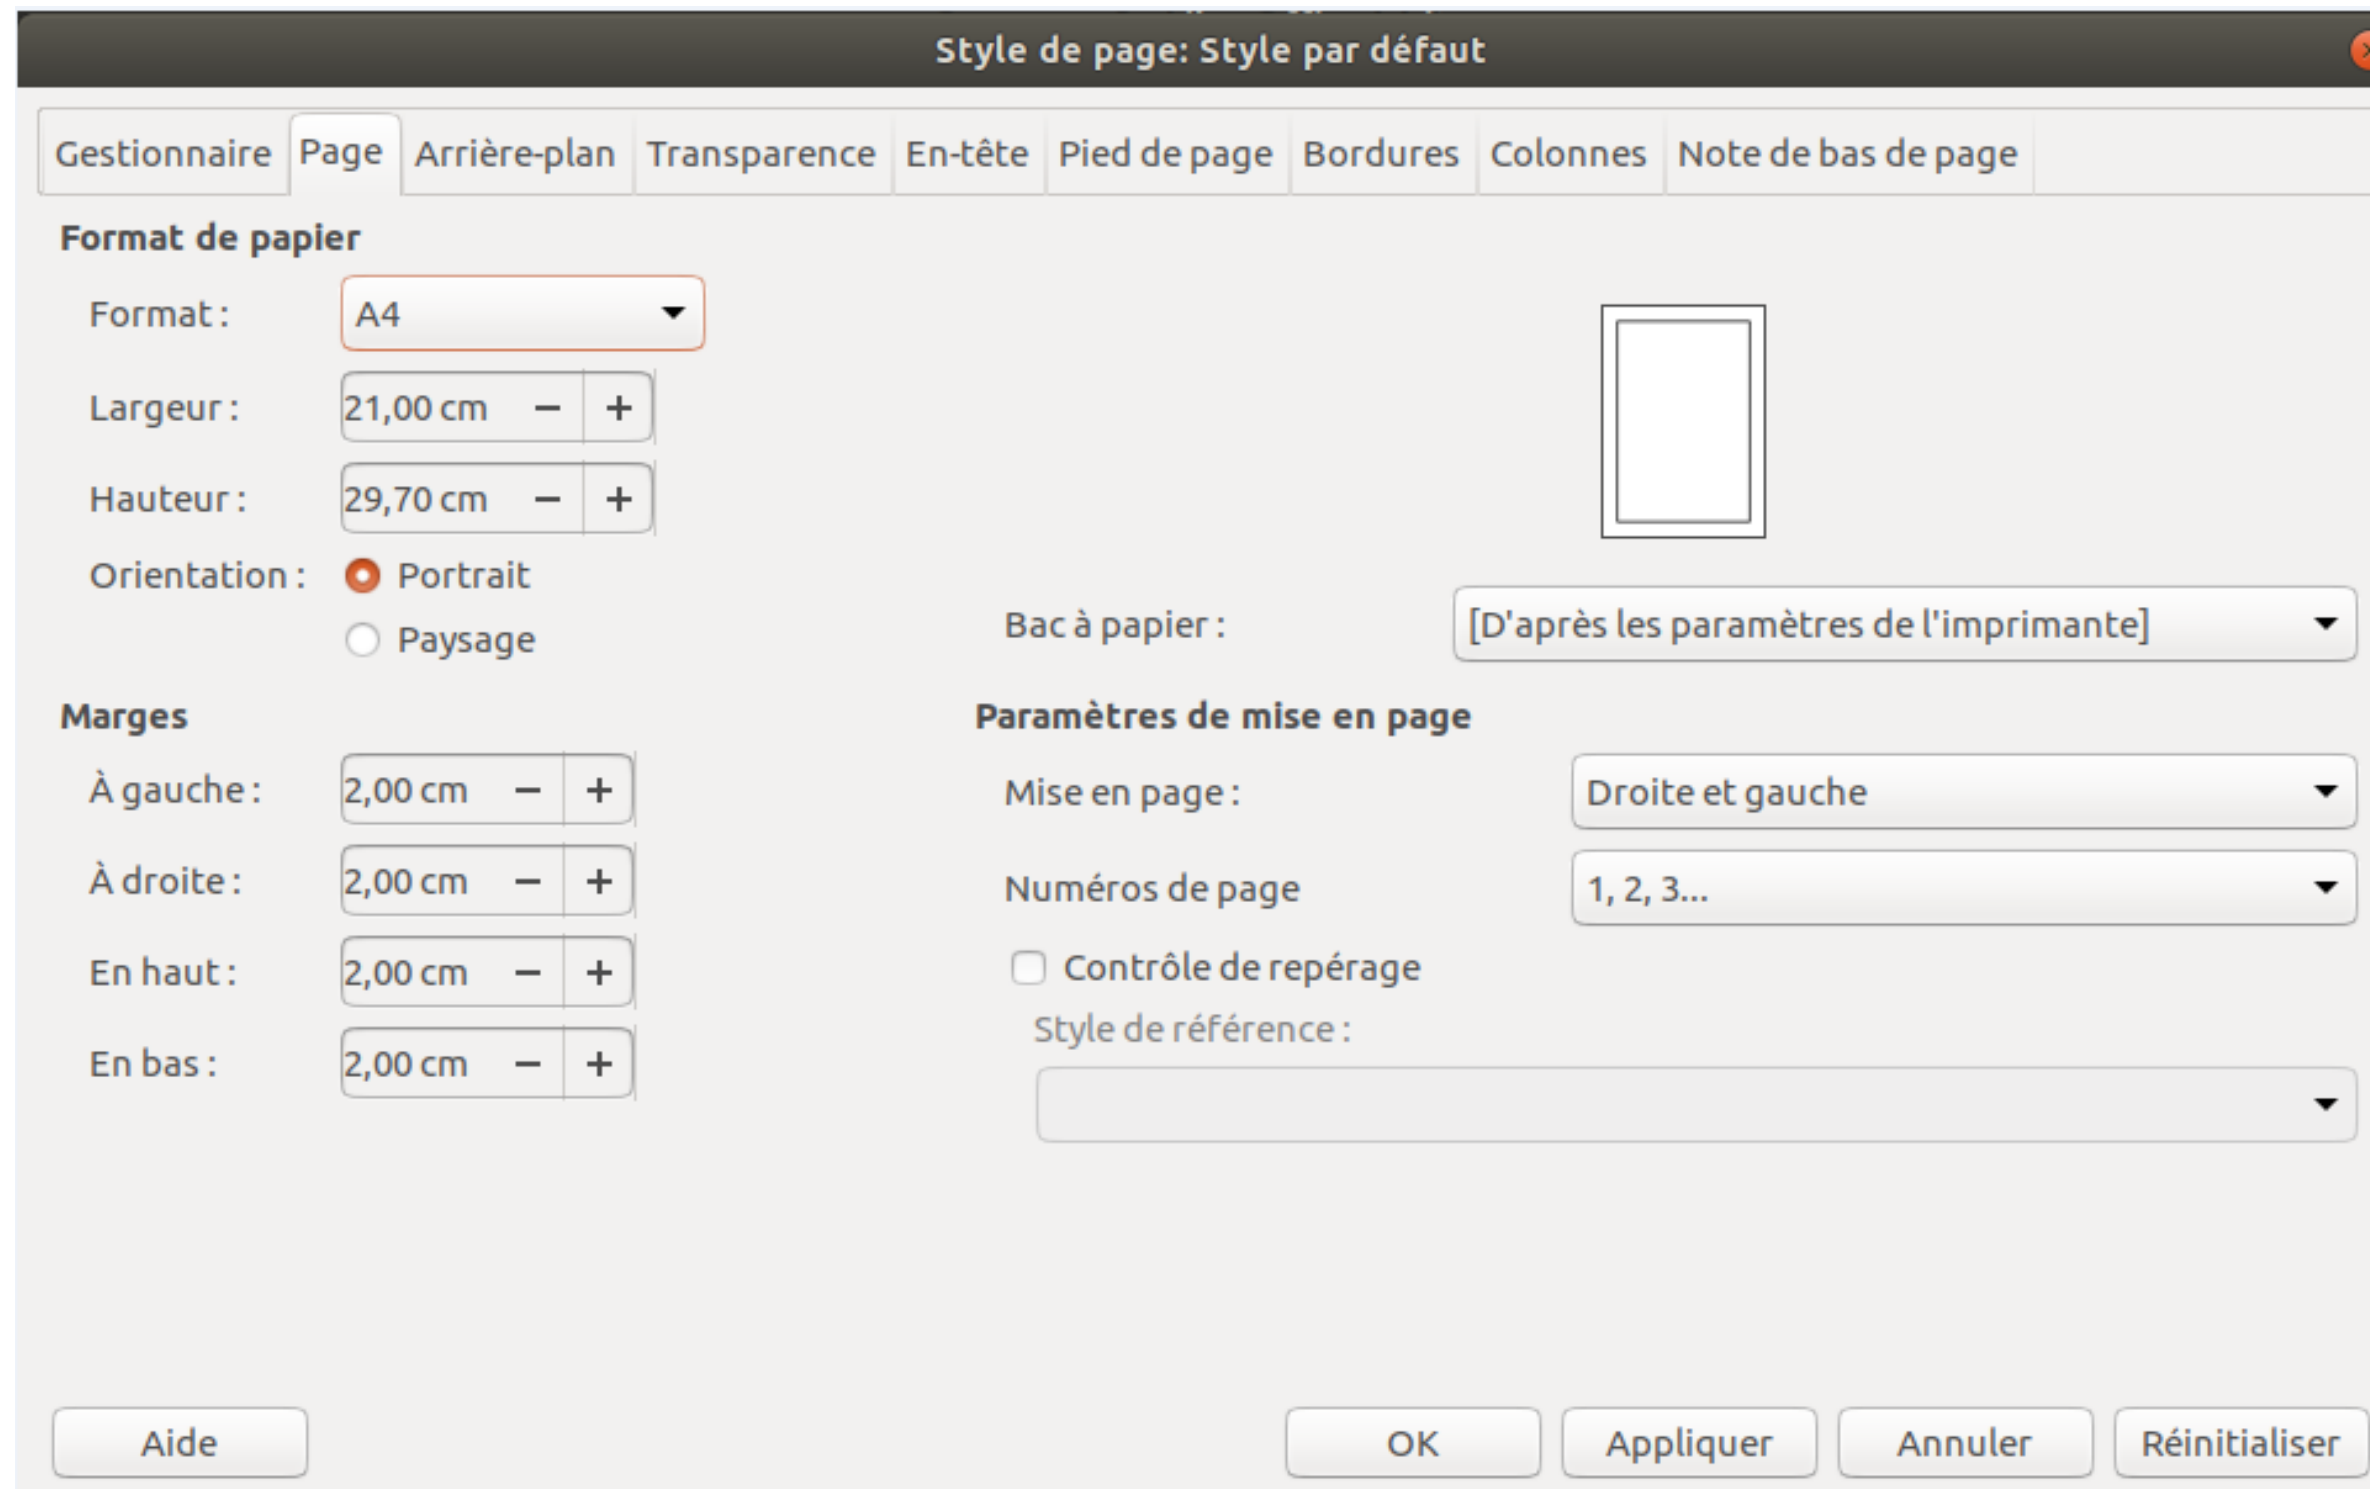 Style de page: Style par défaut
Gestionnaire Page Arrière-plan Transparence En-tête Pied de page Bordures Colonnes Note de bas de page
Format de papier
Format : A4
Largeur : 21,00 cm − +
Hauteur : 29,70 cm − +
Orientation : Portrait
Paysage
Bac à papier : [D'après les paramètres de l'imprimante]
Marges
À gauche : 2,00 cm − +
À droite : 2,00 cm − +
En haut : 2,00 cm − +
En bas : 2,00 cm − +
Paramètres de mise en page
Mise en page : Droite et gauche
Numéros de page 1, 2, 3...
Contrôle de repérage
Style de référence :
Aide OK Appliquer Annuler Réinitialiser